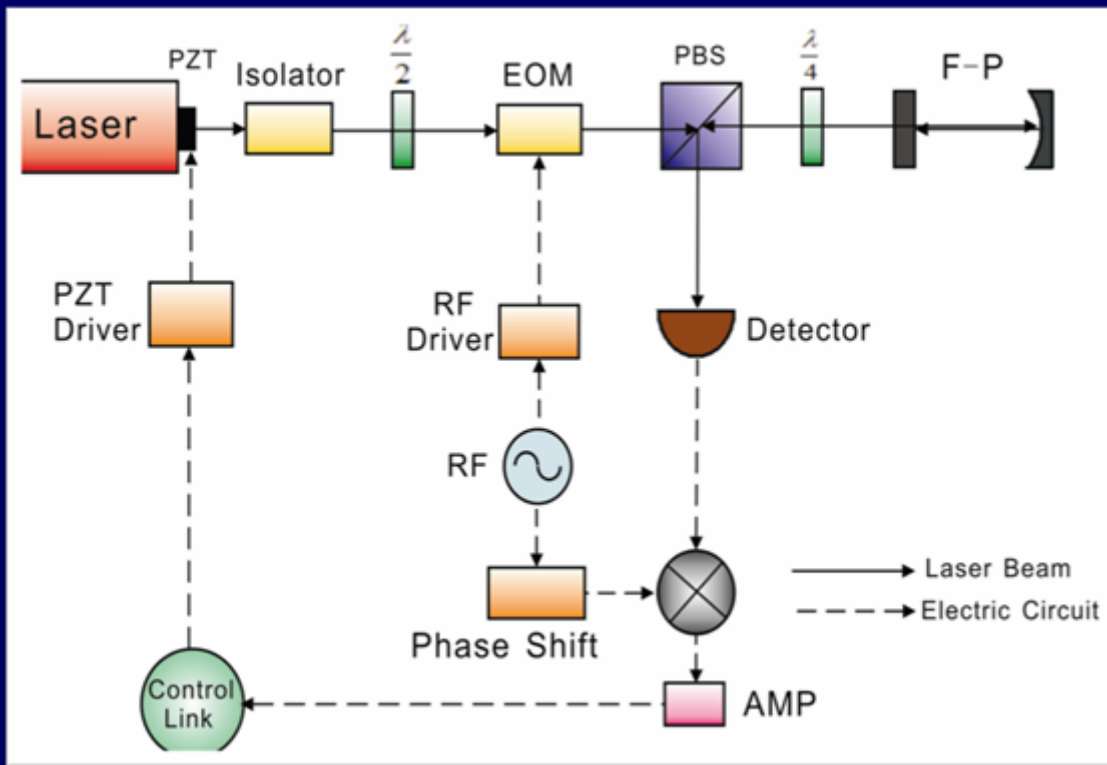 PZT
Isolator
λ/2
EOM
PBS
λ/4
F-P
Laser
PZT
Driver
RF
Driver
Detector
RF
Phase Shift
Laser Beam
Electric Circuit
Control
Link
AMP